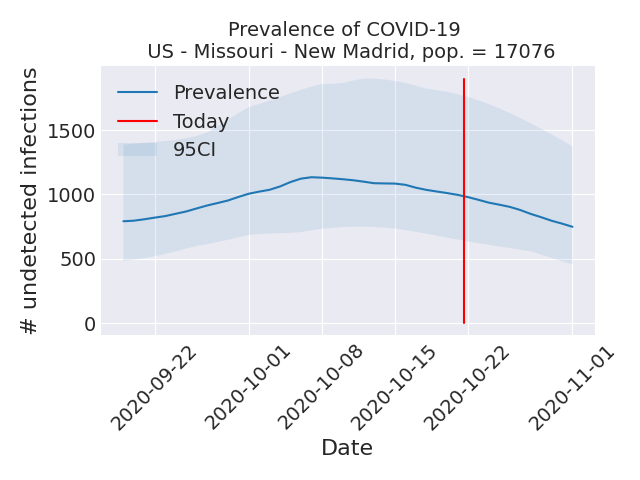 Prevalence of COVID-19
US - Missouri - New Madrid, pop. = 17076
Prevalence
Today
95CI
# undetected infections
1500
1000
500
0
2020-09-22
2020-10-01
2020-10-08
2020-10-15
2020-10-22
2020-11-01
Date